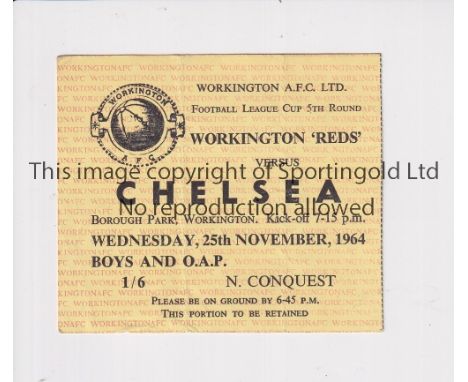 WORKINGTON A.F.C. LTD.
WORKINGTON
A F C
FOOTBALL LEAGUE CUP 5TH ROUND
WORKINGTON 'REDS'
VERSUS
This image copyright of Sportingold Ltd
CHELSEA
No reproduction allowed
BOROUGH PARK, WORKINGTON. KICK-OFF 7-15 P.M.
WEDNESDAY, 25th NOVEMBER, 1964
BOYS AND O.A.P.
1/6 N. CONQUEST
PLEASE BE ON GROUND BY 6-45 P.M.
THIS PORTION TO BE RETAINED